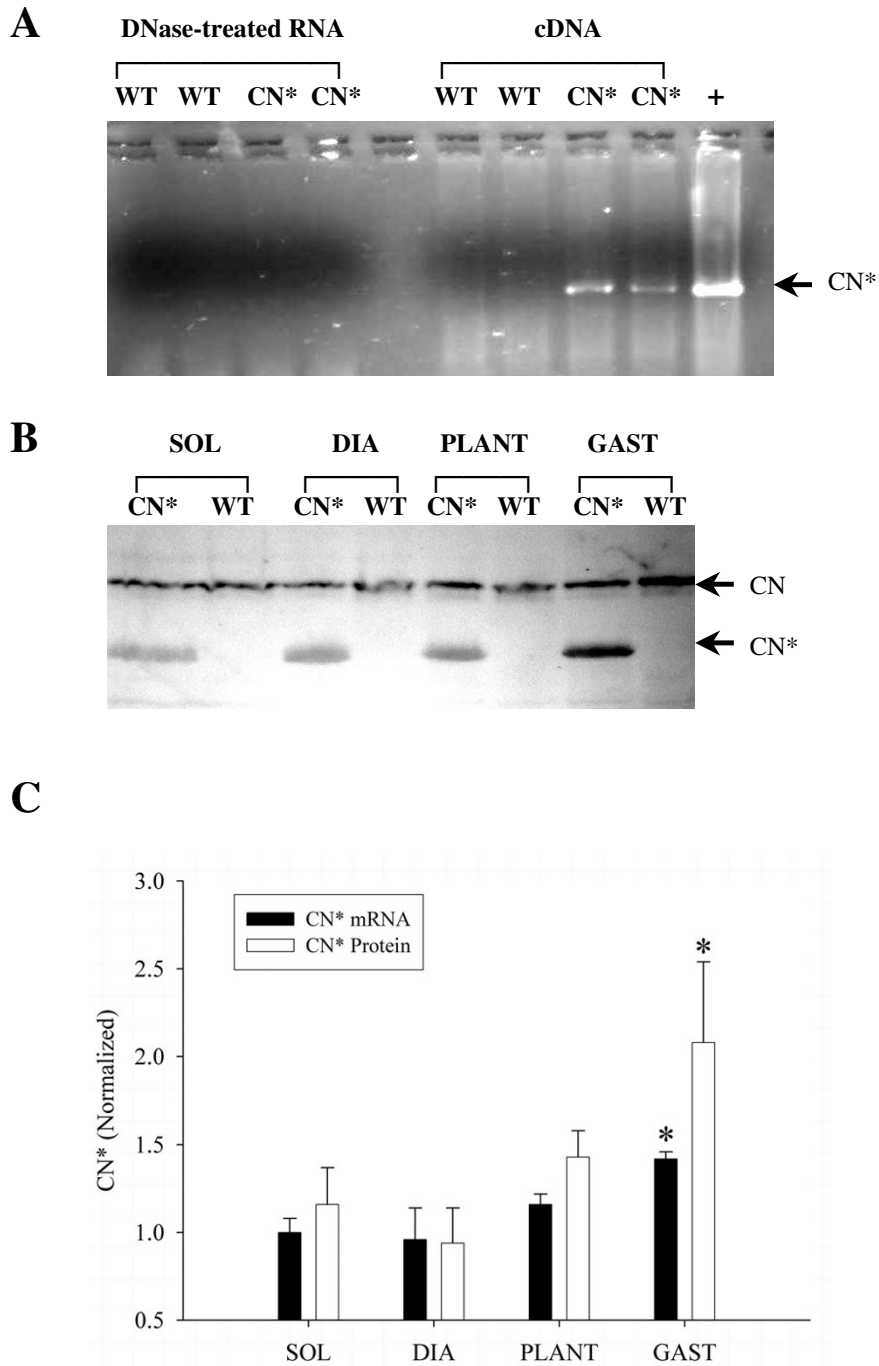 A
DNase-treated RNA cDNA
WT WT CN* CN* WT WT CN* CN* +
CN*
B
SOL DIA PLANT GAST
CN* WT CN* WT CN* WT CN* WT
CN
CN*
C
3.0
2.5
2.0
1.5
1.0
0.5
CN* (Normalized)
CN* mRNA
CN* Protein
*
*
SOL DIA PLANT GAST